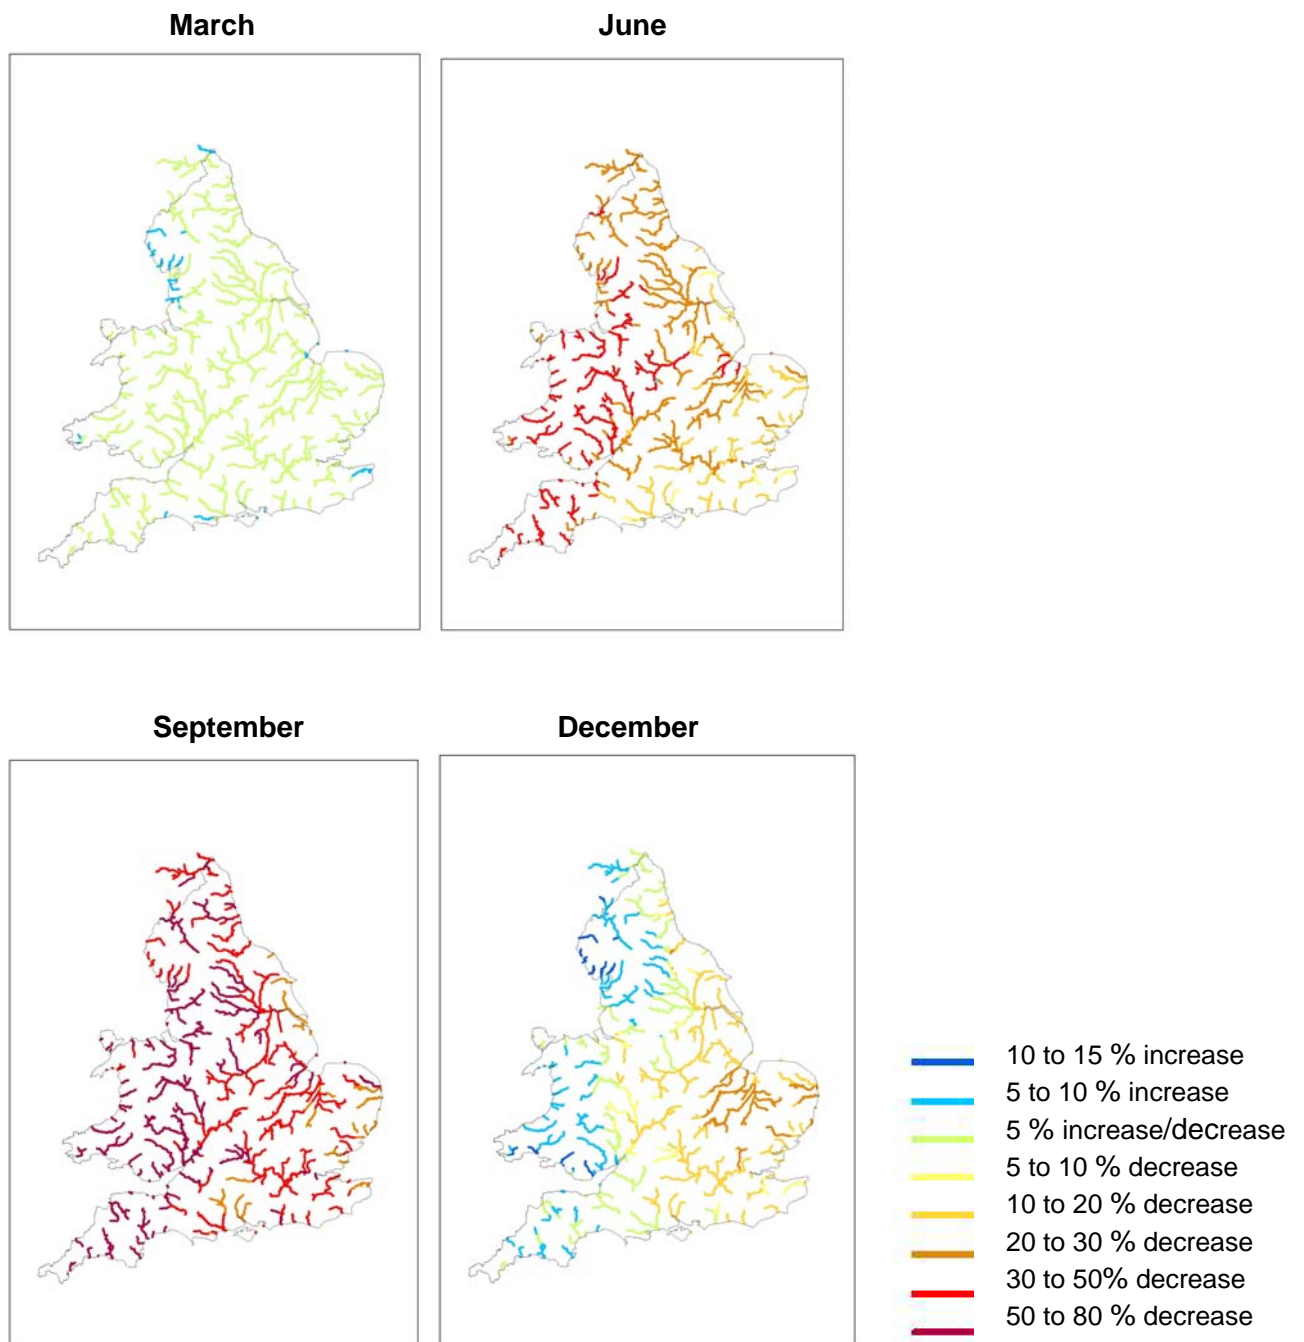 March
June
September
December
10 to 15 % increase
5 to 10 % increase
5 % increase/decrease
5 to 10 % decrease
10 to 20 % decrease
20 to 30 % decrease
30 to 50% decrease
50 to 80 % decrease